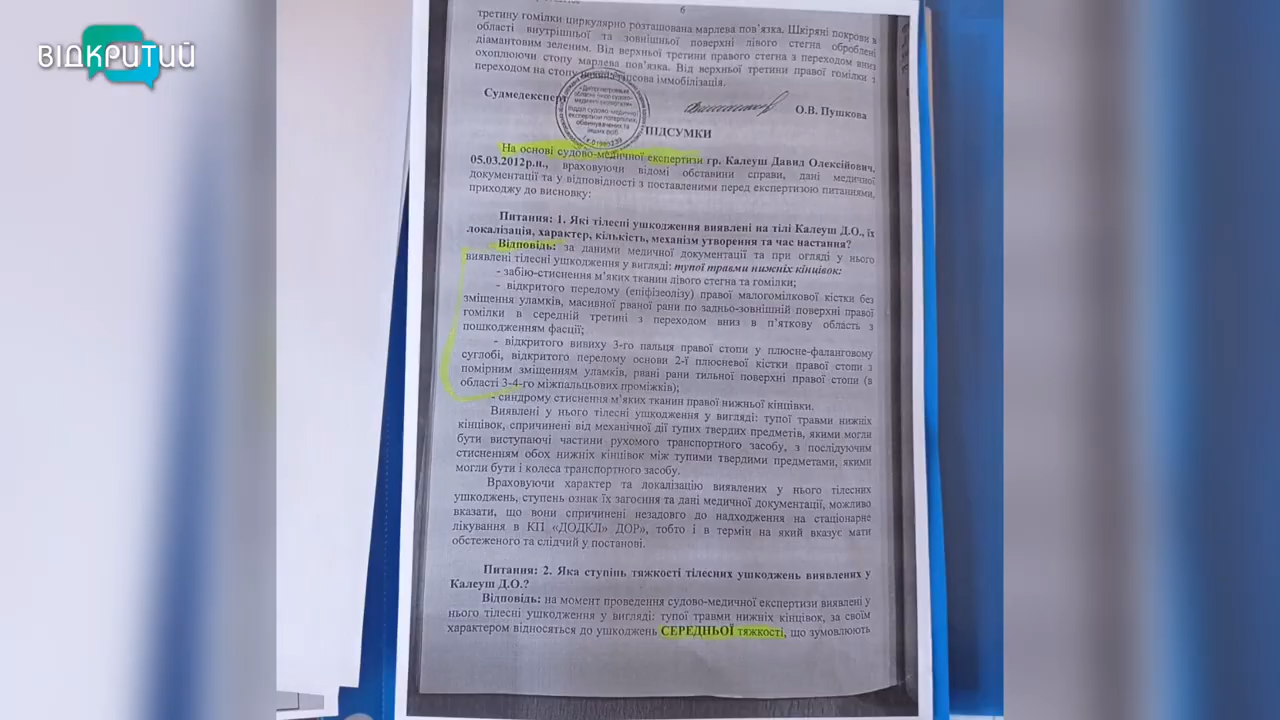 ВІДКРИТИЙ
6
третину гомілки циркулярно розташована марлева пов’язка. Шкіряні покрови в
області внутрішньої та зовнішньої поверхні лівого стегна оброблені
діамантовим зеленим. Від верхньої третини правого стегна з переходом вниз
охоплюючи стопу марлева пов’язка. Від верхньої третини правої гомілки з
переходом на стопу гіпсова іммобілізація.
Судмедексперт
О.В. Пушкова
ПІДСУМКИ
На основі судово-медичної експертизи гр. Калеуш Давид Олексійович,
05.03.2012р.н., враховуючи відомі обставини справи, дані медичної
документації та у відповідності з поставленими перед експертизою питаннями,
приходжу до висновку:
Питання: 1. Які тілесні ушкодження виявлені на тілі Калеуш Д.О., їх
локалізація, характер, кількість, механізм утворення та час настання?
Відповідь: за даними медичної документації та при огляді у нього
виявлені тілесні ушкодження у вигляді: тупої травми нижніх кінцівок:
- забію-стиснення м’яких тканин лівого стегна та гомілки;
- відкритого перелому (епіфізеолізу) правої малогомілкової кістки без
зміщення уламків, масивної рваної рани по задньо-зовнішній поверхні правої
гомілки в середній третині з переходом вниз в п’яткову область з
пошкодженням фасції;
- відкритого вивиху 3-го пальця правої стопи у плюсне-фаланговому
суглобі, відкритого перелому основи 2-ї плюсневої кістки правої стопи з
помірним зміщенням уламків, рвані рани тильної поверхні правої стопи (в
області 3-4-го міжпальцьових проміжків);
- синдрому стиснення м’яких тканин правої нижньої кінцівки.
Виявлені у нього тілесні ушкодження у вигляді: тупої травми нижніх
кінцівок, спричинені від механічної дії тупих твердих предметів, якими могли
бути виступаючі частини рухомого транспортного засобу, з послідуючим
стисненням обох нижніх кінцівок між тупими твердими предметами, якими
могли бути і колеса транспортного засобу.
Враховуючи характер та локалізацію виявлених у нього тілесних
ушкоджень, ступень ознак їх загоєння та дані медичної документації, можливо
вказати, що вони спричинені незадовго до надходження на стаціонарне
лікування в КП «ДОДКЛ» ДОР», тобто і в термін на який вказує мати
обстеженого та слідчий у постанові.
Питання: 2. Яка ступінь тяжкості тілесних ушкоджень виявлених у
Калеуш Д.О.?
Відповідь: на момент проведення судово-медичної експертизи виявлені у
нього тілесні ушкодження у вигляді: тупої травми нижніх кінцівок, за своїм
характером відносяться до ушкоджень СЕРЕДНЬОЇ тяжкості, що зумовлюють